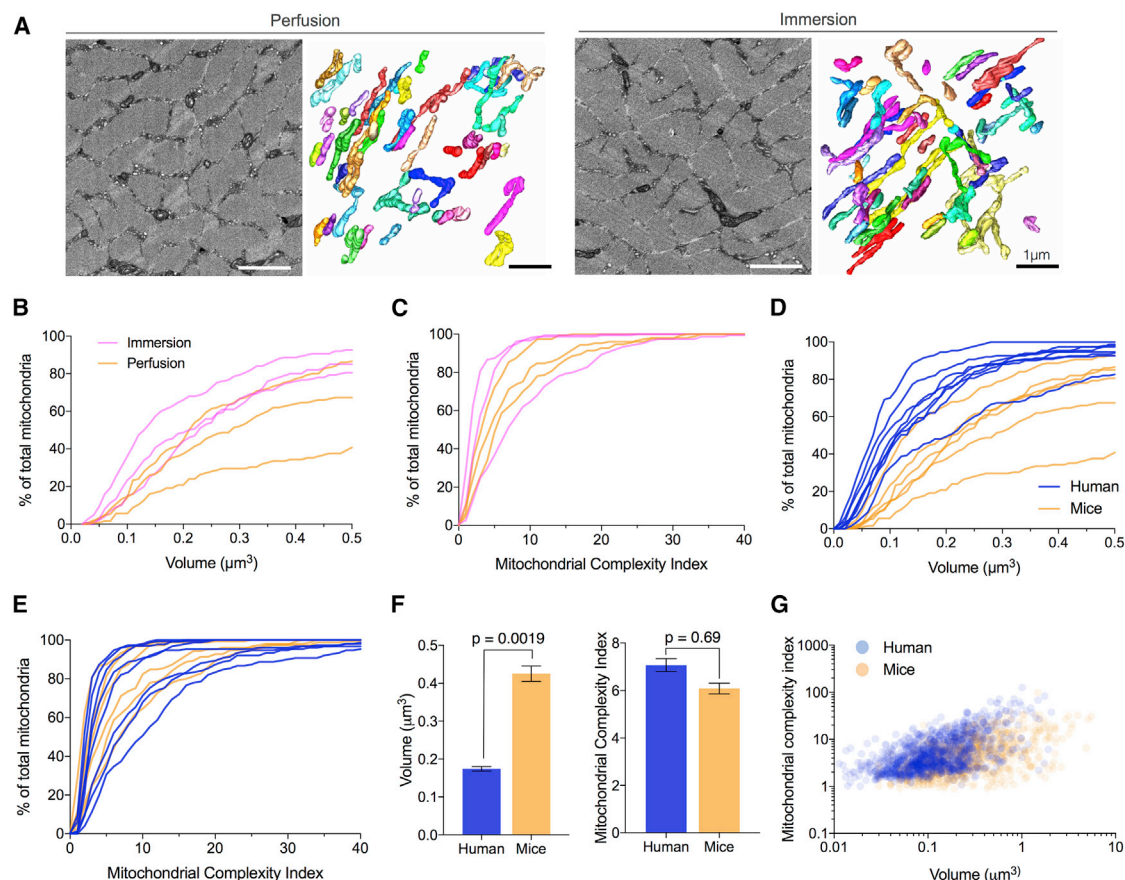 A
Perfusion
Immersion
1µm
B
% of total mitochondria
100
80
60
40
20
0
0.0
0.1
0.2
0.3
0.4
0.5
Volume (µm³)
Immersion
Perfusion
C
% of total mitochondria
100
80
60
40
20
0
0
10
20
30
40
Mitochondrial Complexity Index
D
% of total mitochondria
100
80
60
40
20
0
0.0
0.1
0.2
0.3
0.4
0.5
Volume (µm³)
Human
Mice
E
% of total mitochondria
100
80
60
40
20
0
0
10
20
30
40
Mitochondrial Complexity Index
F
p = 0.0019
Volume (µm³)
0.5
0.4
0.3
0.2
0.1
0.0
Human Mice
p = 0.69
Mitochondrial Complexity Index
8
6
4
2
0
Human Mice
G
Mitochondrial complexity index
1000
100
10
1
0.1
0.01
0.1
1
10
Volume (µm³)
Human
Mice